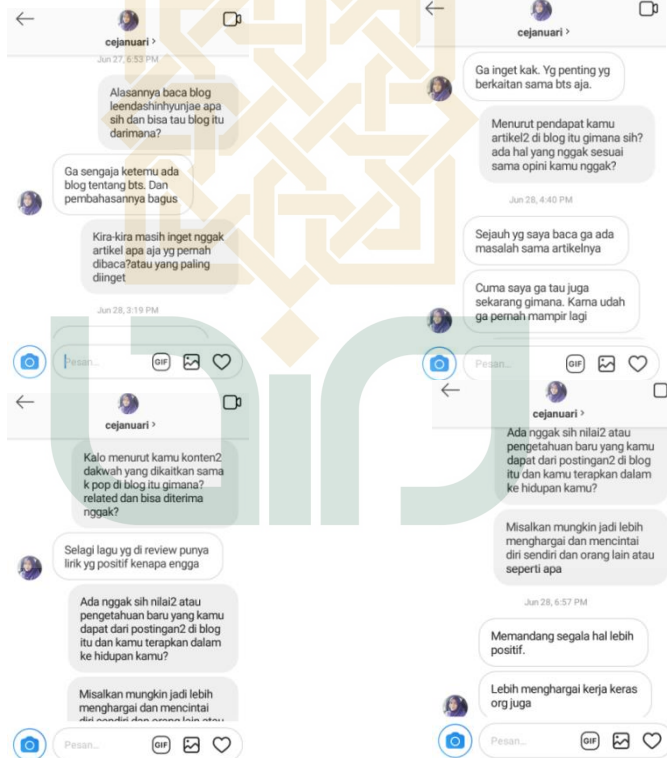 cejanuari >
Jun 27, 6:53 PM
Alasannya baca blog
leendashinhyunjae apa
sih dan bisa tau blog itu
darimana?
Ga sengaja ketemu ada
blog tentang bts. Dan
pembahasannya bagus
Kira-kira masih inget nggak
artikel apa aja yg pernah
dibaca?atau yang paling
diinget
Jun 28, 3:19 PM
Pesan...
GIF
cejanuari >
Ga inget kak. Yg penting yg
berkaitan sama bts aja.
Menurut pendapat kamu
artikel2 di blog itu gimana sih?
ada hal yang nggak sesuai
sama opini kamu nggak?
Jun 28, 4:40 PM
Sejauh yg saya baca ga ada
masalah sama artikelnya
Cuma saya ga tau juga
sekarang gimana. Karna udah
ga pernah mampir lagi
Pesan...
GIF
cejanuari >
Kalo menurut kamu konten2
dakwah yang dikaitkan sama
k pop di blog itu gimana?
related dan bisa diterima
nggak?
Selagi lagu yg di review punya
lirik yg positif kenapa engga
Ada nggak sih nilai2 atau
pengetahuan baru yang kamu
dapat dari postingan2 di blog
itu dan kamu terapkan dalam
ke hidupan kamu?
Misalkan mungkin jadi lebih
menghargai dan mencintai
diri sendiri dan orang lain atau
Pesan...
GIF
cejanuari >
Ada nggak sih nilai2 atau
pengetahuan baru yang kamu
dapat dari postingan2 di blog
itu dan kamu terapkan dalam
ke hidupan kamu?
Misalkan mungkin jadi lebih
menghargai dan mencintai
diri sendiri dan orang lain atau
seperti apa
Jun 28, 6:57 PM
Memandang segala hal lebih
positif.
Lebih menghargai kerja keras
org juga
Pesan...
GIF